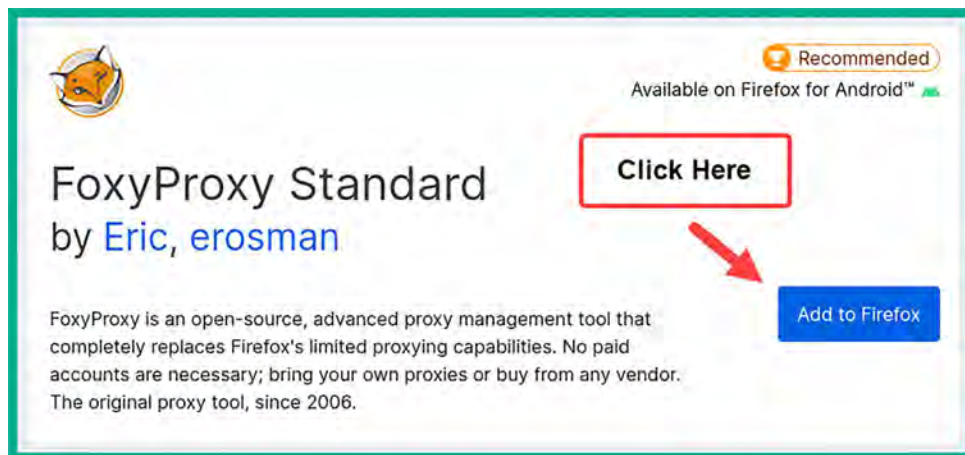 Recommended
Available on Firefox for Android™
Click Here
FoxyProxy Standard
by Eric, erosman
Add to Firefox
FoxyProxy is an open-source, advanced proxy management tool that
completely replaces Firefox's limited proxying capabilities. No paid
accounts are necessary; bring your own proxies or buy from any vendor.
The original proxy tool, since 2006.